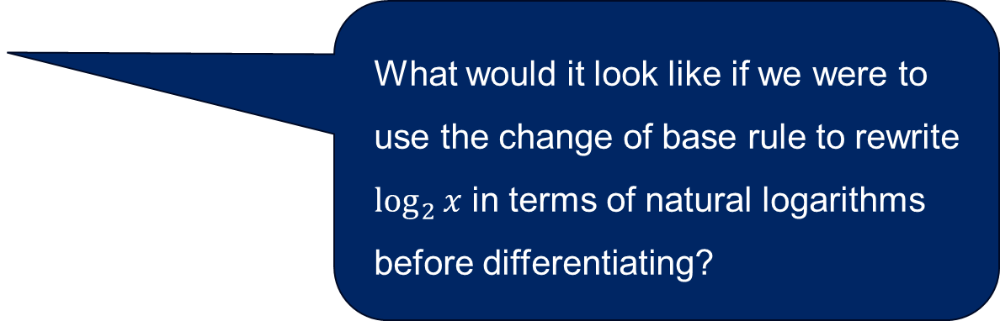 What would it look like if we were to
use the change of base rule to rewrite
log₂ x in terms of natural logarithms
before differentiating?